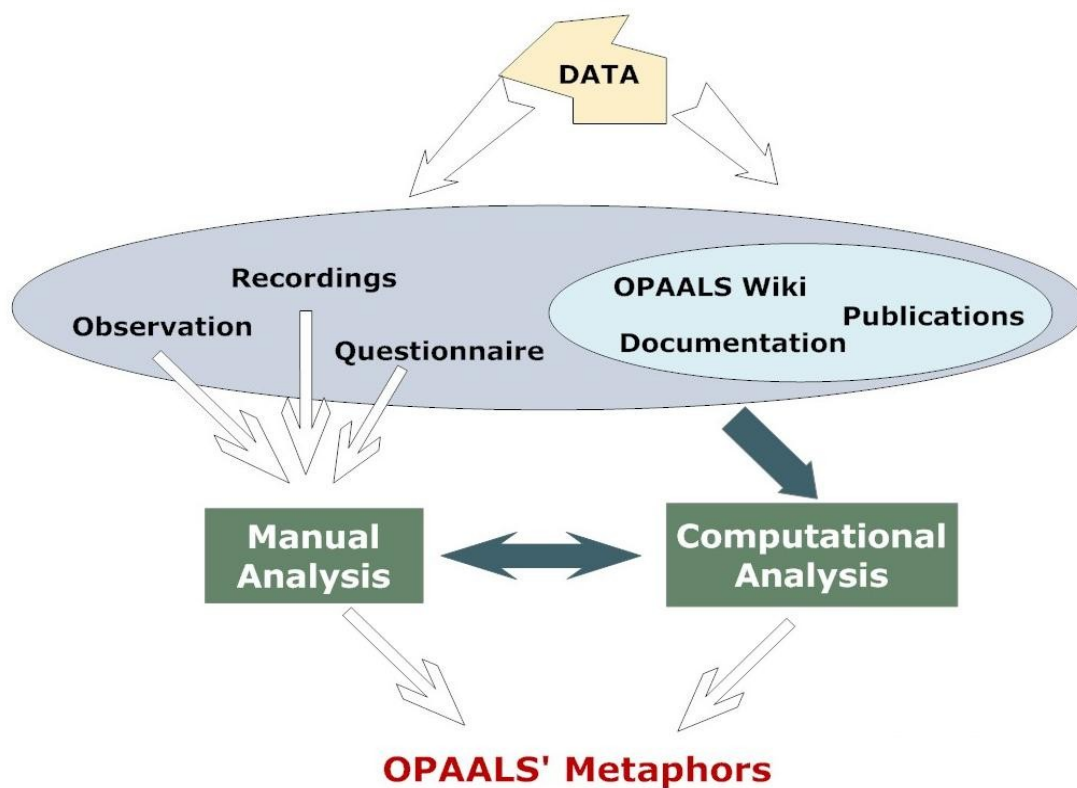 DATA
Recordings
Observation
Questionnaire
OPAALS Wiki
Publications
Documentation
Manual
Analysis
Computational
Analysis
OPAALS' Metaphors